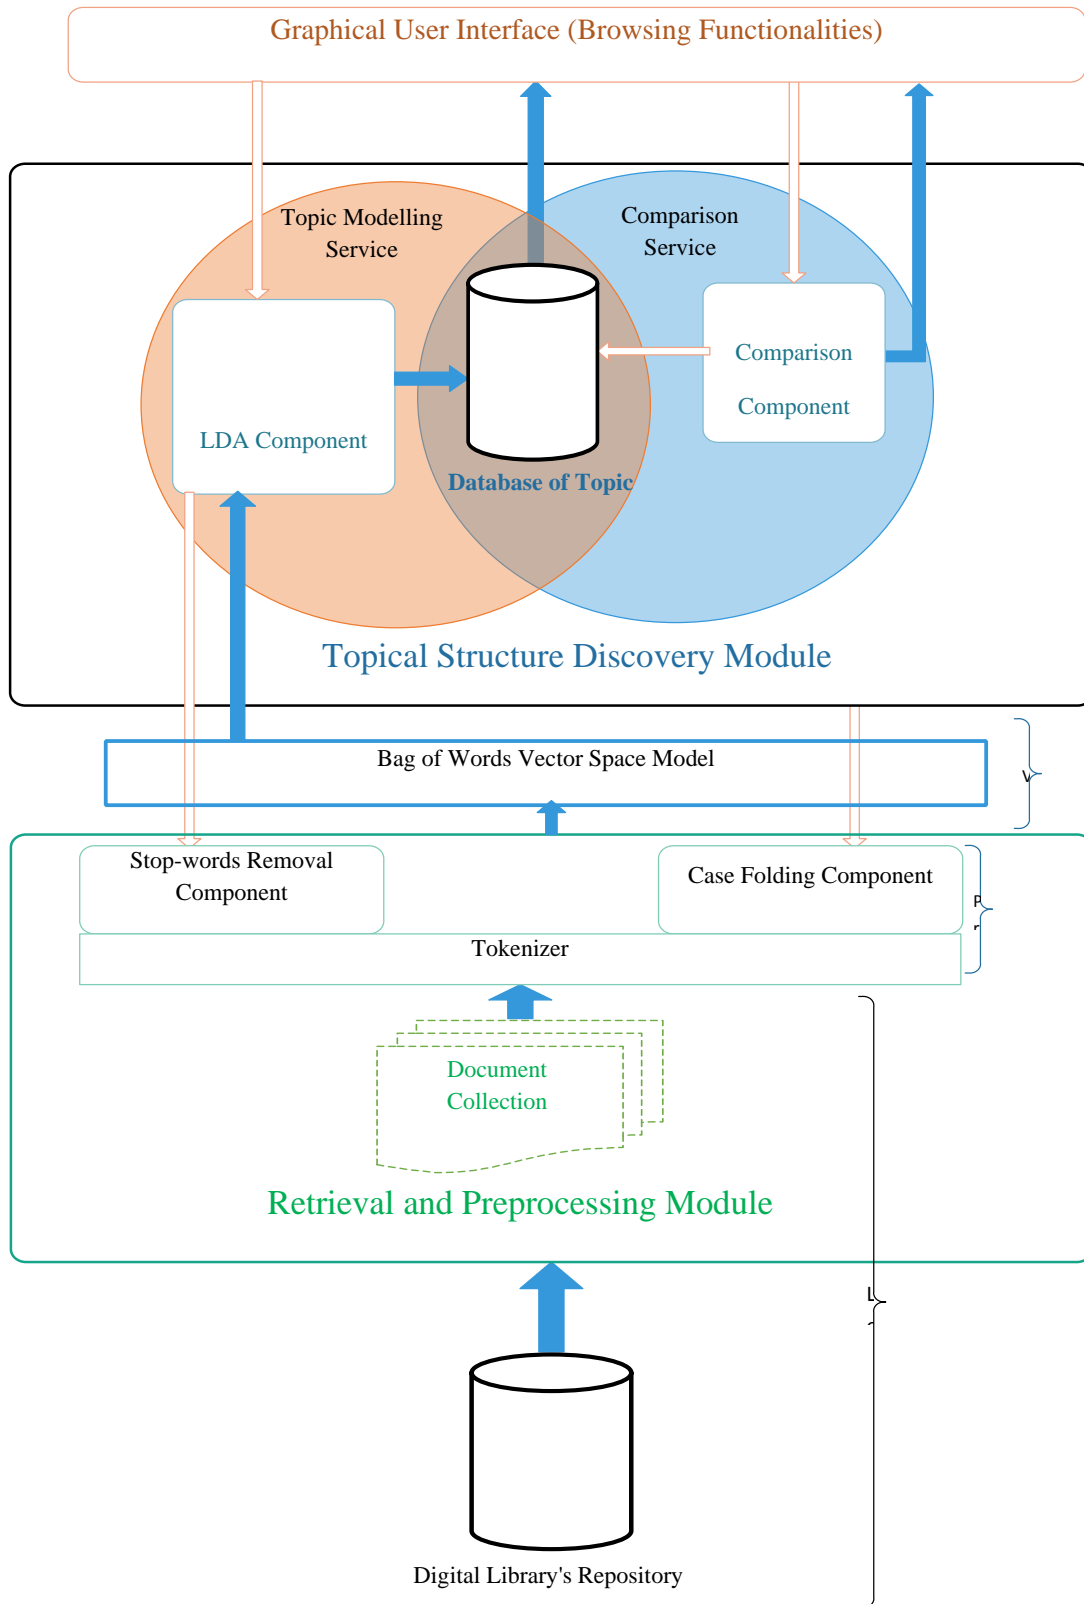 Graphical User Interface (Browsing Functionalities)
Topic Modelling
Service
Comparison
Service
Comparison
Component
LDA Component
Database of Topic
Topical Structure Discovery Module
Bag of Words Vector Space Model
V
Stop-words Removal
Component
Case Folding Component
P
Tokenizer
Document
Collection
Retrieval and Preprocessing Module
L
Digital Library's Repository